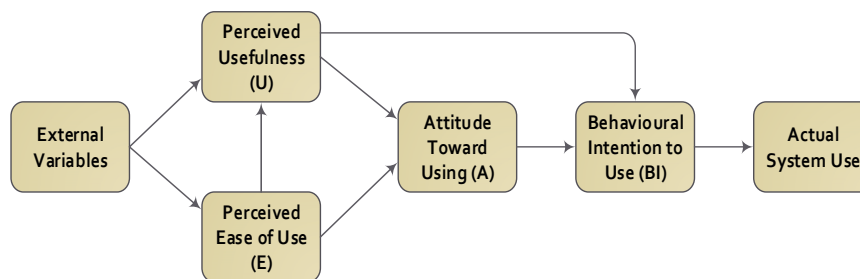 External
Variables
Perceived
Usefulness
(U)
Perceived
Ease of Use
(E)
Attitude
Toward
Using (A)
Behavioural
Intention to
Use (BI)
Actual
System Use